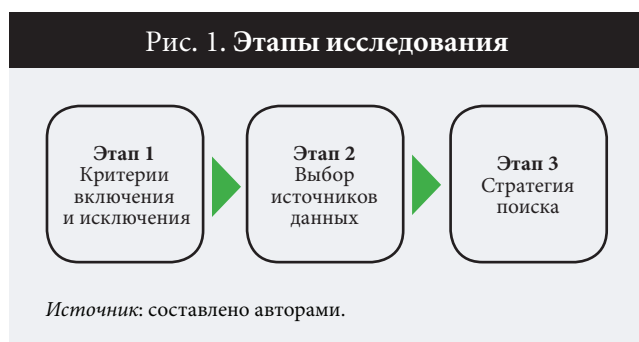 Рис. 1. Этапы исследования
Этап 1
Критерии
включения
и исключения
Этап 2
Выбор
источников
данных
Этап 3
Стратегия
поиска
Источник: составлено авторами.